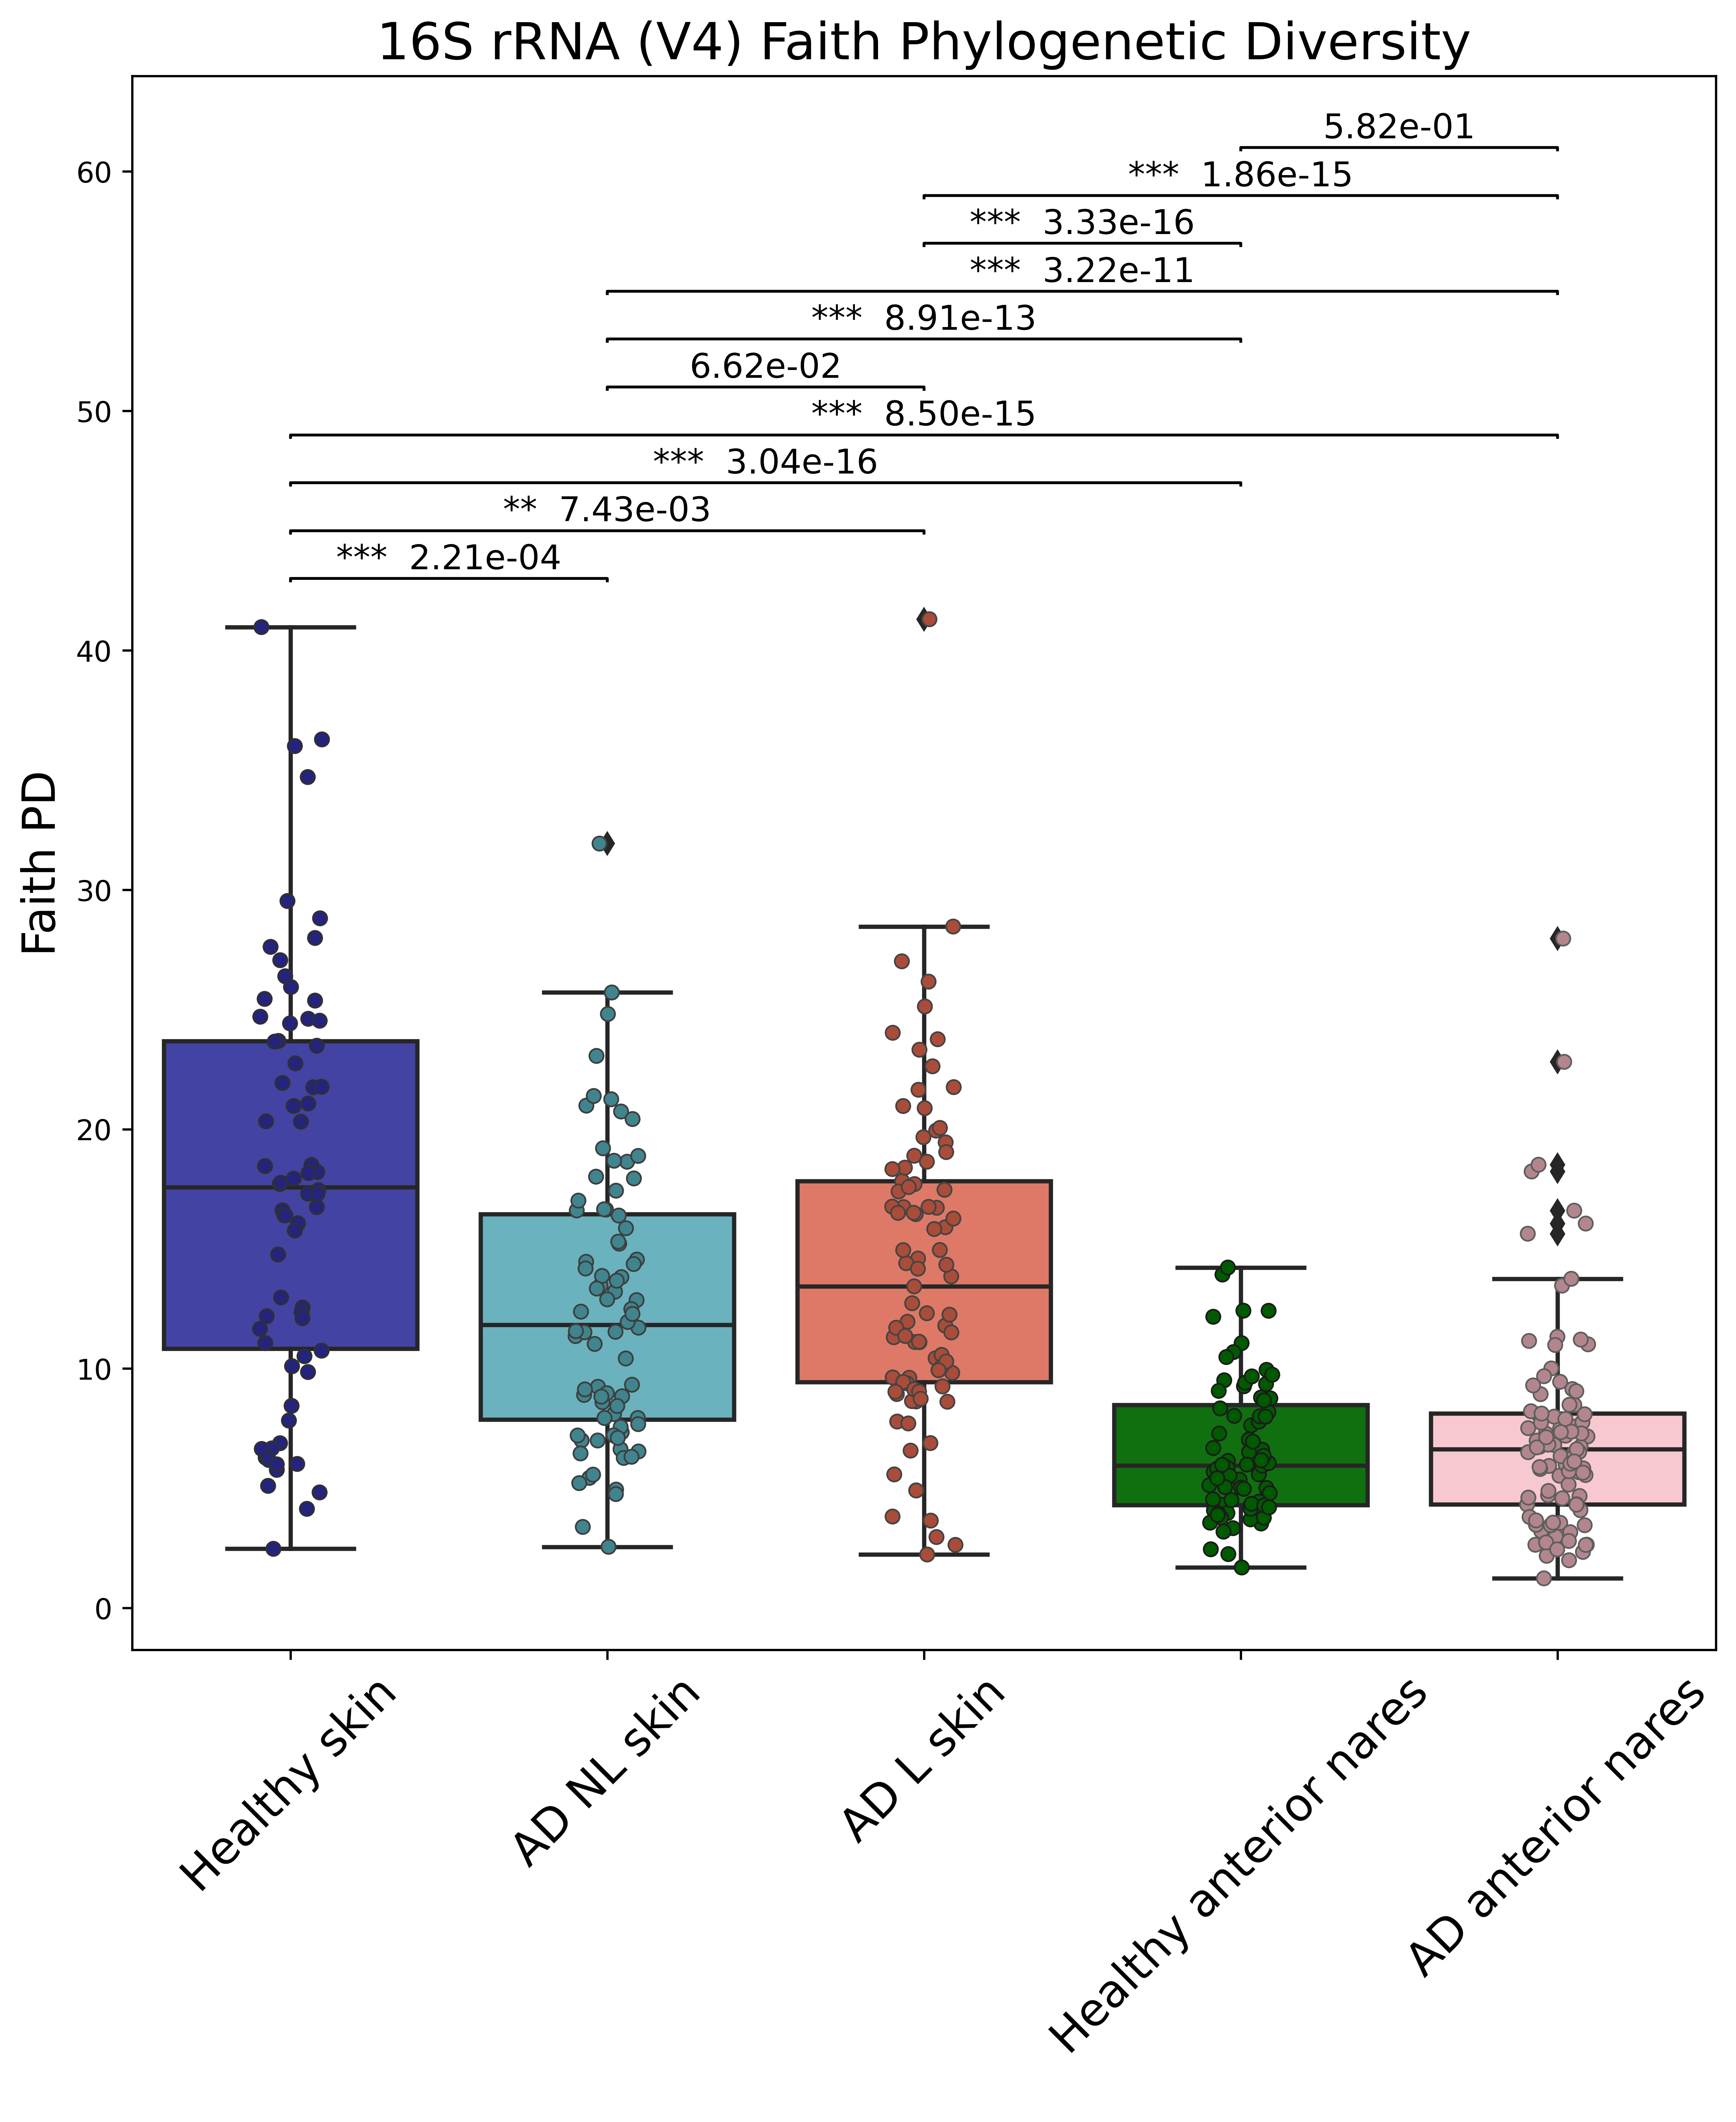 16S rRNA (V4) Faith Phylogenetic Diversity
5.82e-01
*** 1.86e-15
*** 3.33e-16
*** 3.22e-11
*** 8.91e-13
6.62e-02
*** 8.50e-15
*** 3.04e-16
** 7.43e-03
*** 2.21e-04
60
50
40
30
20
10
0
Faith PD
Healthy skin
AD NL skin
AD L skin
Healthy anterior nares
AD anterior nares